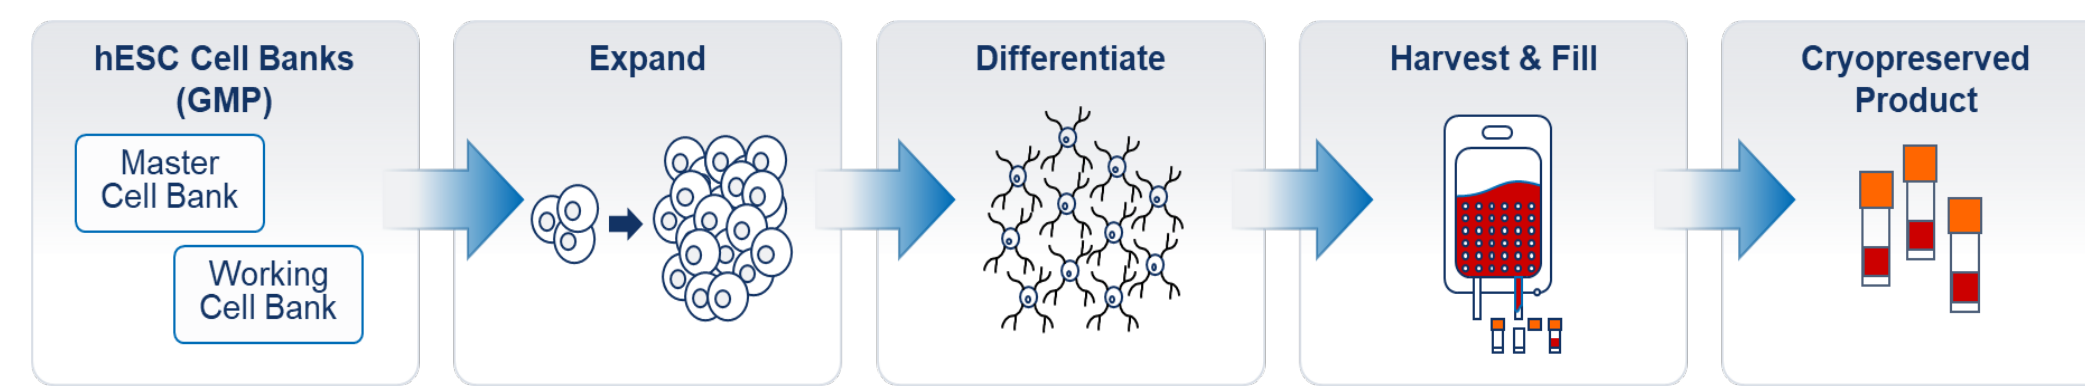 hESC Cell Banks
(GMP)
Master
Cell Bank
Working
Cell Bank
Expand
Differentiate
Harvest & Fill
Cryopreserved
Product